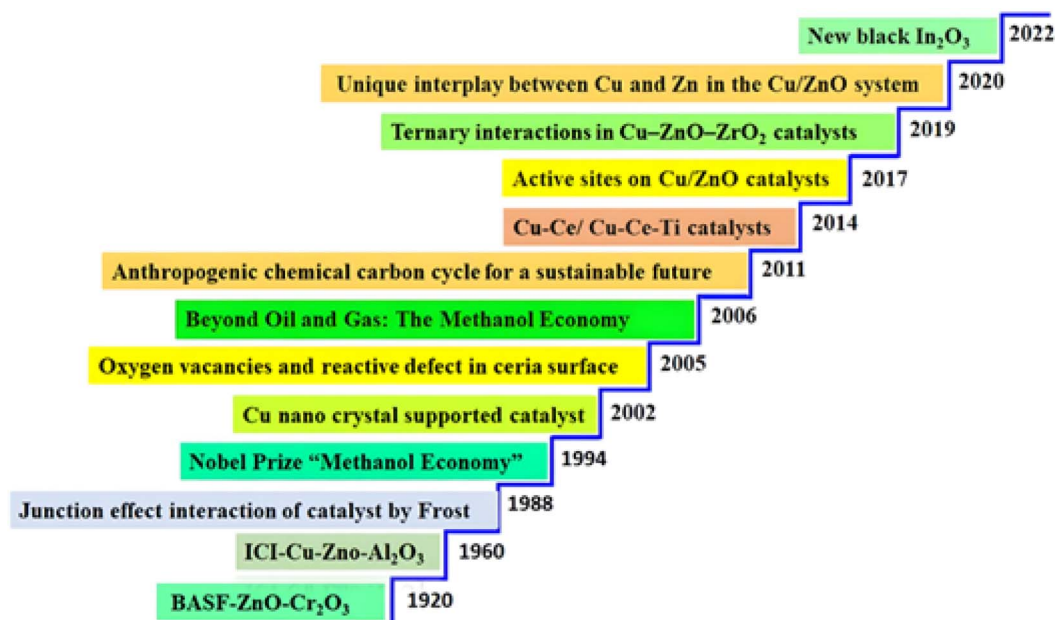 New black In₂O₃
2022
Unique interplay between Cu and Zn in the Cu/ZnO system
2020
Ternary interactions in Cu–ZnO–ZrO₂ catalysts
2019
Active sites on Cu/ZnO catalysts
2017
Cu-Ce/ Cu-Ce-Ti catalysts
2014
Anthropogenic chemical carbon cycle for a sustainable future
2011
Beyond Oil and Gas: The Methanol Economy
2006
Oxygen vacancies and reactive defect in ceria surface
2005
Cu nano crystal supported catalyst
2002
Nobel Prize “Methanol Economy”
1994
Junction effect interaction of catalyst by Frost
1988
ICI-Cu-Zno-Al₂O₃
1960
BASF-ZnO-Cr₂O₃
1920